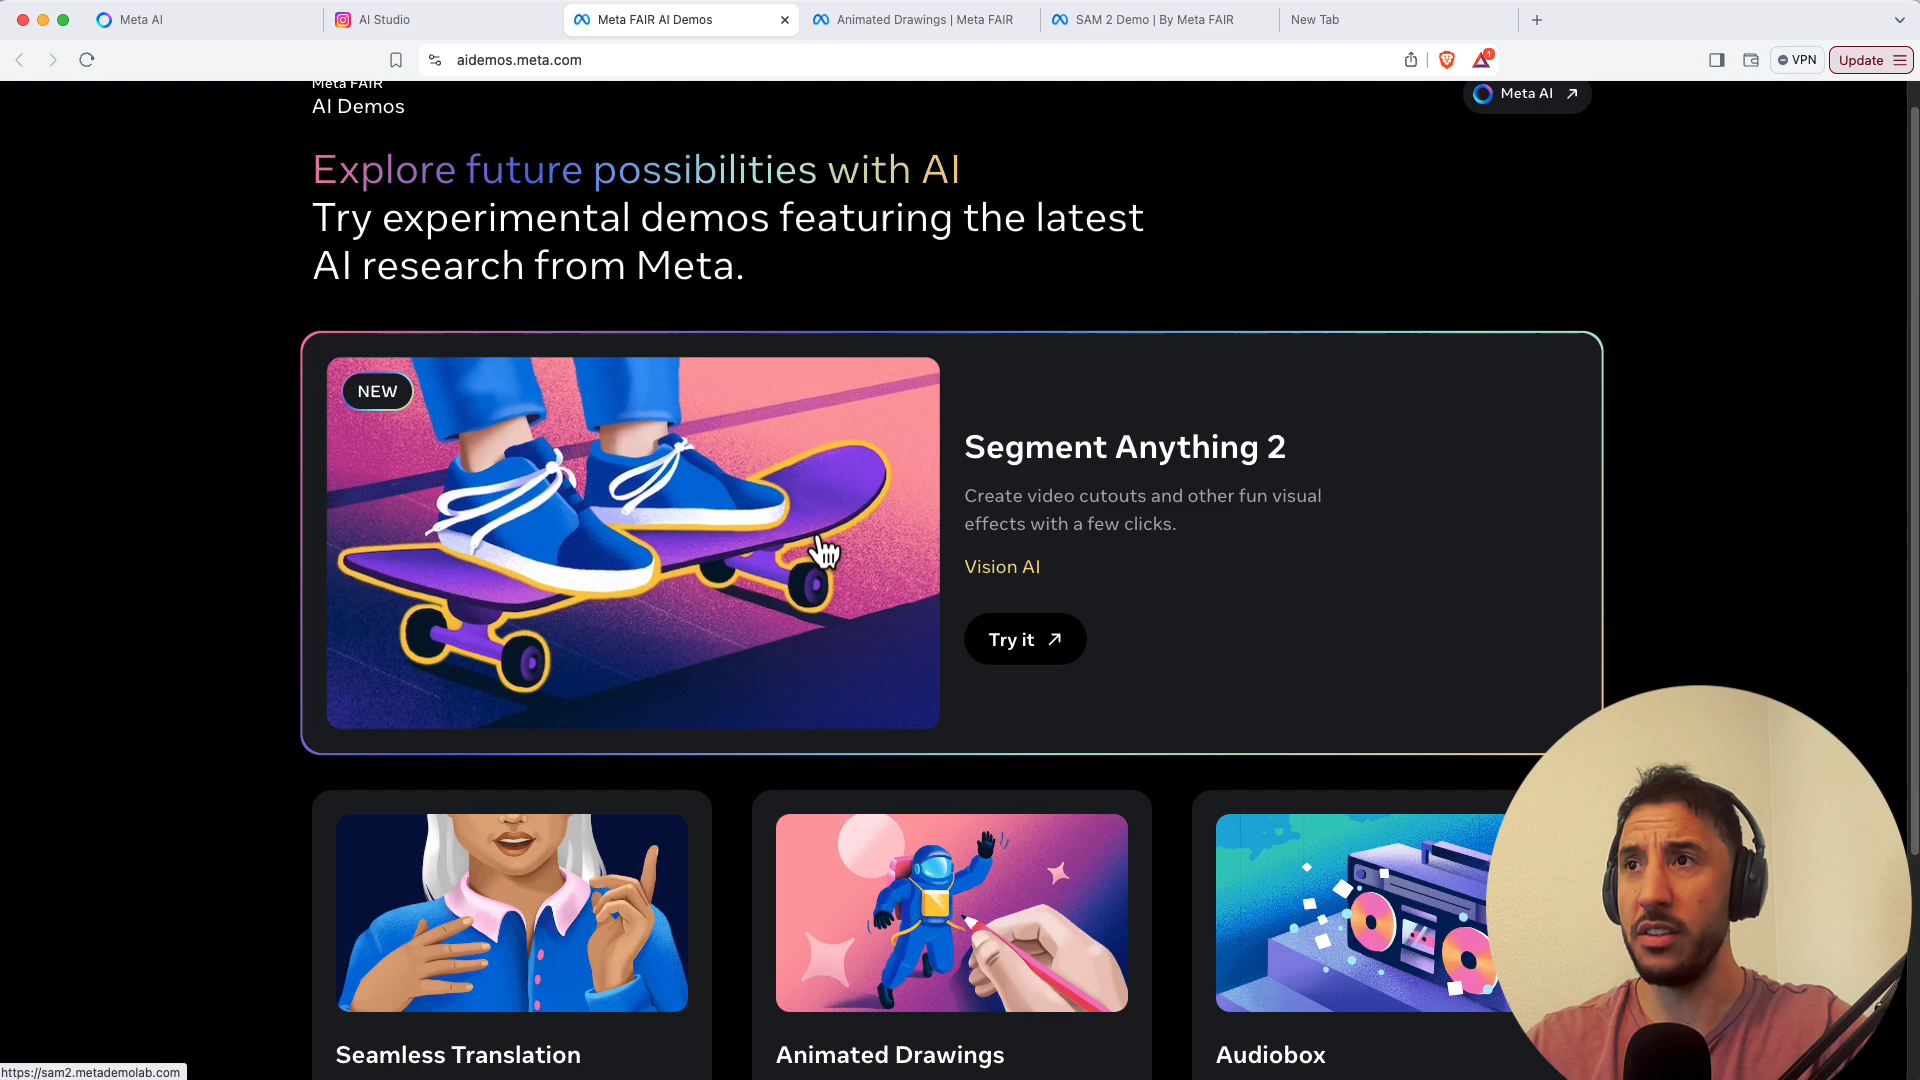 Meta AI
AI Studio
Meta FAIR AI Demos
Animated Drawings | Meta FAIR
SAM 2 Demo | By Meta FAIR
New Tab
aidemos.meta.com
1
VPN
Update
Meta FAIR
AI Demos
Meta AI
Explore future possibilities with AI
Try experimental demos featuring the latest
AI research from Meta.
NEW
Segment Anything 2
Create video cutouts and other fun visual
effects with a few clicks.
Vision AI
Try it
Seamless Translation
Animated Drawings
Audiobox
https://sam2.metademolab.com